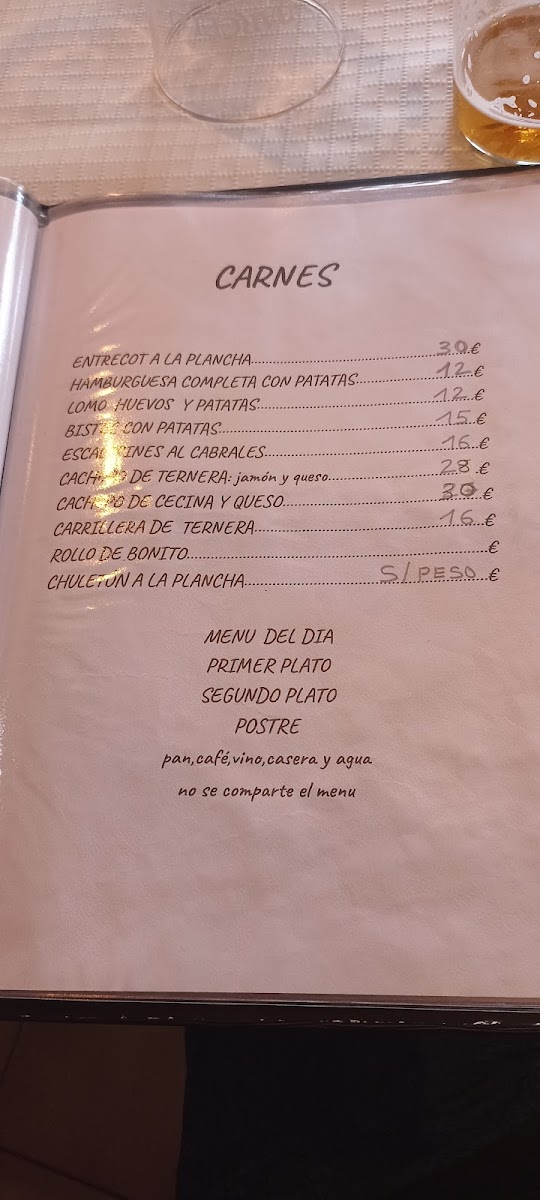 CARNES
ENTRECOT A LA PLANCHA 30 €
HAMBURGUESA COMPLETA CON PATATAS 12 €
LOMO HUEVOS Y PATATAS 12 €
CON PATATAS 15 €
AL CABRALES 16 €
DE TERNERA: jamón y queso 28 €
DE CECINA Y QUESO 30 €
CARRILLERA DE TERNERA 16 €
ROLLO DE BONITO €
CHULETON A LA PLANCHA S/PESO €
MENU DEL DIA
PRIMER PLATO
SEGUNDO PLATO
POSTRE
pan,café,vino,casera y agua
no se comparte el menu